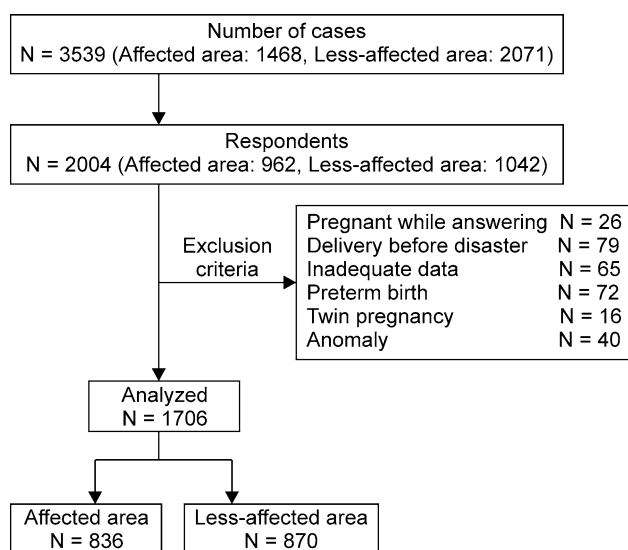 Number of cases
N = 3539 (Affected area: 1468, Less-affected area: 2071)
Respondents
N = 2004 (Affected area: 962, Less-affected area: 1042)
Exclusion
criteria
Pregnant while answering N = 26
Delivery before disaster N = 79
Inadequate data N = 65
Preterm birth N = 72
Twin pregnancy N = 16
Anomaly N = 40
Analyzed
N = 1706
Affected area
N = 836
Less-affected area
N = 870